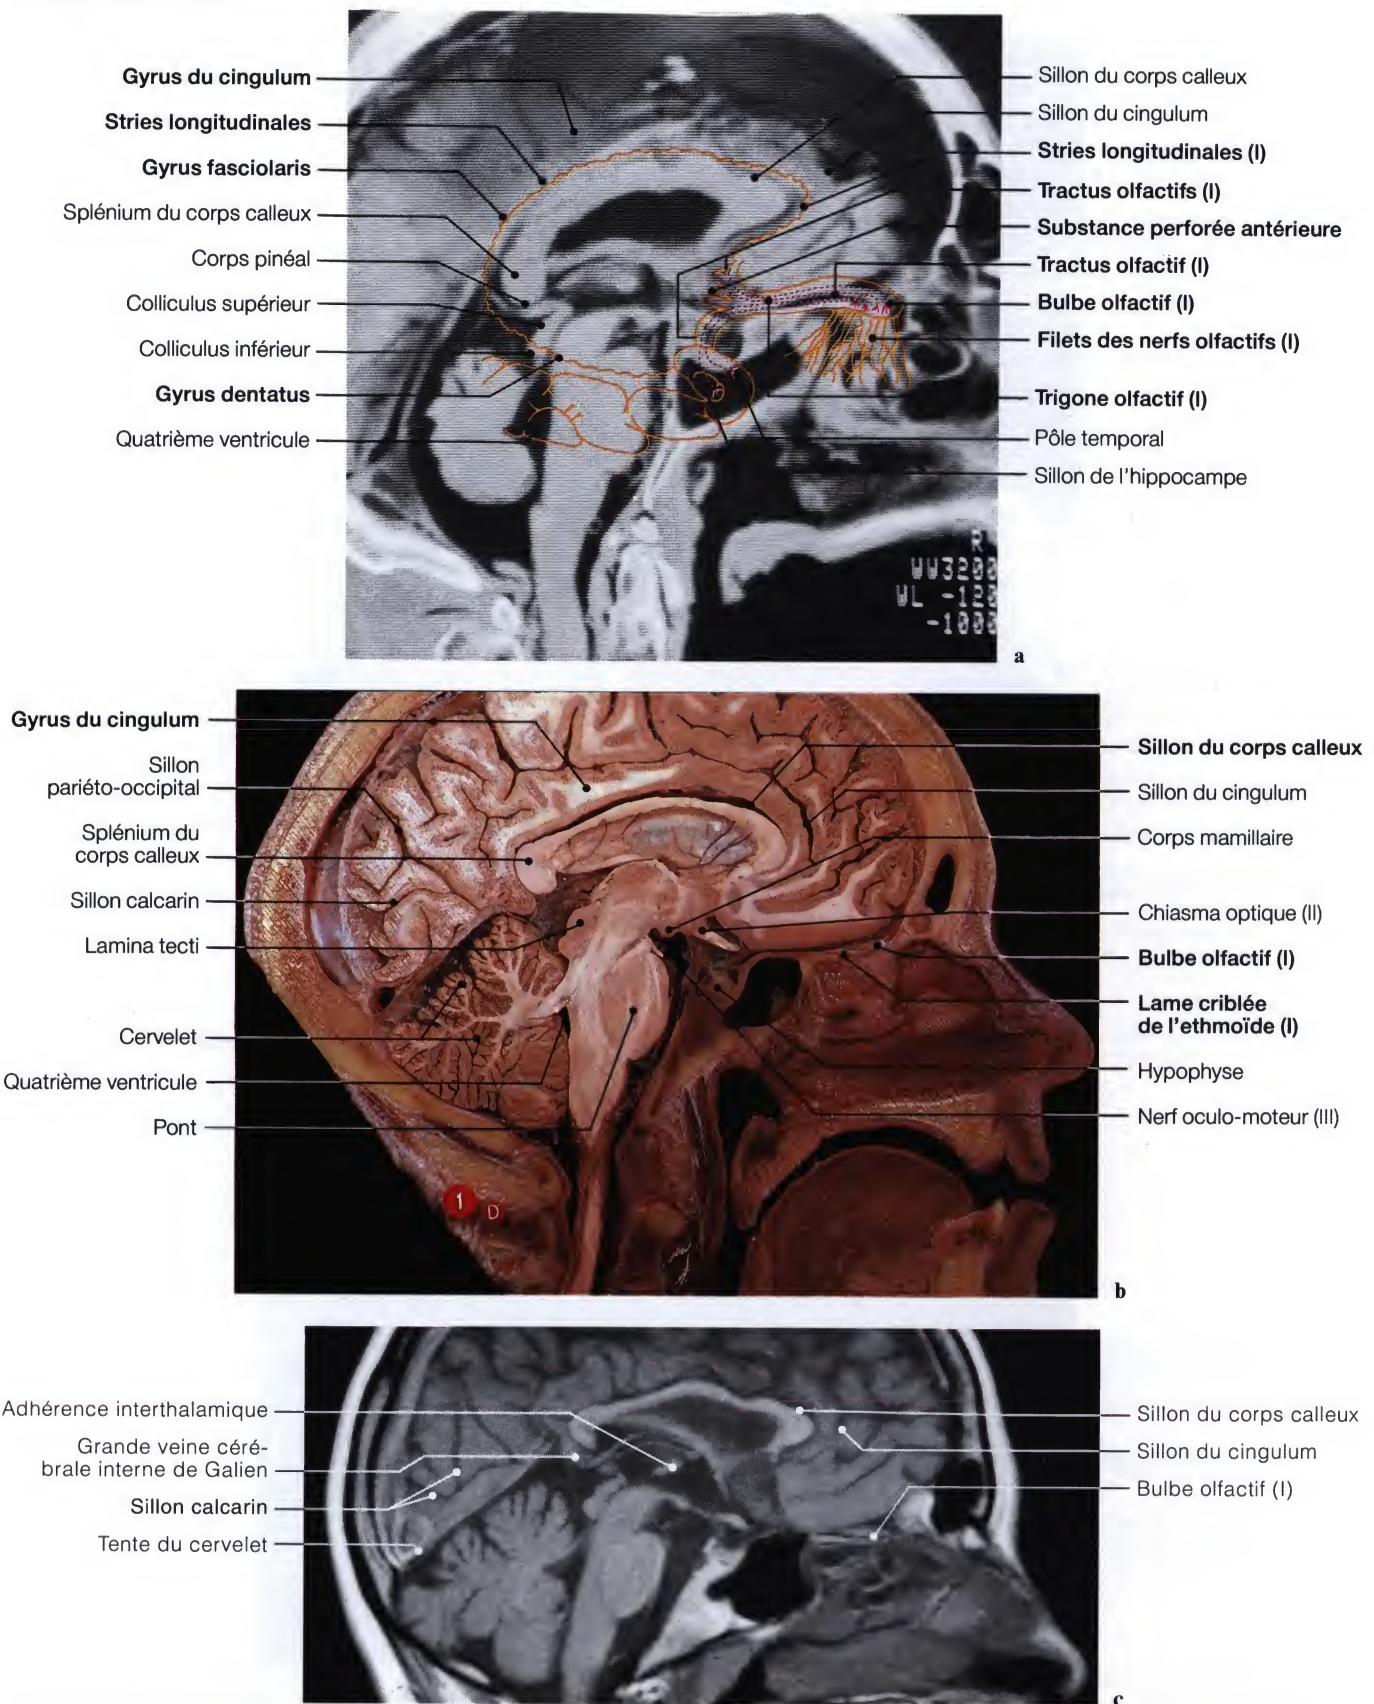 Gyrus du cingulum
Stries longitudinales
Gyrus fasciolaris
Splénium du corps calleux
Corps pinéal
Colliculus supérieur
Colliculus inférieur
Gyrus dentatus
Quatrième ventricule
Sillon du corps calleux
Sillon du cingulum
Stries longitudinales (I)
Tractus olfactifs (I)
Substance perforée antérieure
Tractus olfactif (I)
Bulbe olfactif (I)
Filets des nerfs olfactifs (I)
Trigone olfactif (I)
Pôle temporal
Sillon de l'hippocampe
R
WW3200
WL -120
-1000
a
Gyrus du cingulum
Sillon
pariéto-occipital
Splénium du
corps calleux
Sillon calcarin
Lamina tecti
Cervelet
Quatrième ventricule
Pont
Sillon du corps calleux
Sillon du cingulum
Corps mamillaire
Chiasma optique (II)
Bulbe olfactif (I)
Lame criblée
de l'ethmoïde (I)
Hypophyse
Nerf oculo-moteur (III)
1 D
b
Adhérence interthalamique
Grande veine céré-
brale interne de Galien
Sillon calcarin
Tente du cervelet
Sillon du corps calleux
Sillon du cingulum
Bulbe olfactif (I)
c